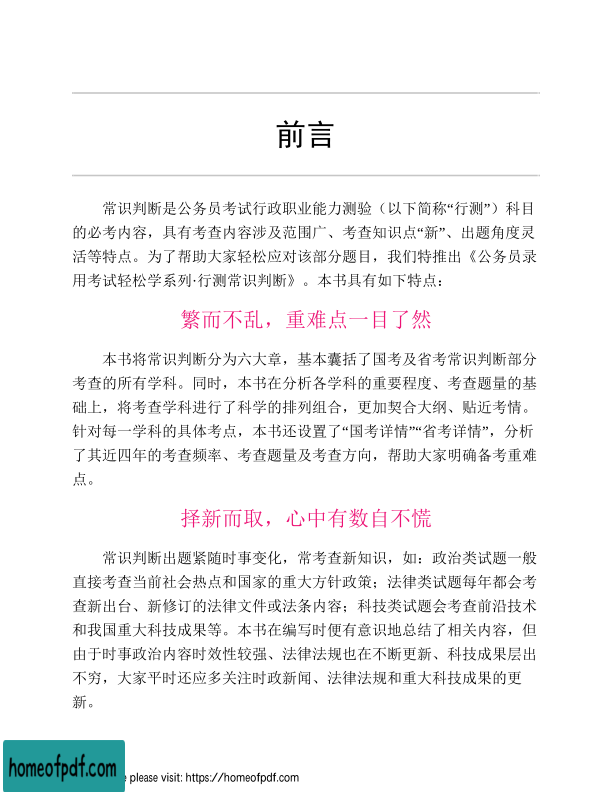 前言
常识判断是公务员考试行政职业能力测验（以下简称“行测”）科目
的必考内容，具有考查内容涉及范围广、考查知识点“新”、出题角度灵
活等特点。为了帮助大家轻松应对该部分题目，我们特推出《公务员录
用考试轻松学系列·行测常识判断》。本书具有如下特点：
繁而不乱，重难点一目了然
本书将常识判断分为六大章，基本囊括了国考及省考常识判断部分
考查的所有学科。同时，本书在分析各学科的重要程度、考查题量的基
础上，将考查学科进行了科学的排列组合，更加契合大纲、贴近考情。
针对每一学科的具体考点，本书还设置了“国考详情”“省考详情”，分析
了其近四年的考查频率、考查题量及考查方向，帮助大家明确备考重难
点。
择新而取，心中有数自不慌
常识判断出题紧随时事变化，常考查新知识，如：政治类试题一般
直接考查当前社会热点和国家的重大方针政策；法律类试题每年都会考
查新出台、新修订的法律文件或法条内容；科技类试题会考查前沿技术
和我国重大科技成果等。本书在编写时便有意识地总结了相关内容，但
由于时事政治内容时效性较强、法律法规也在不断更新、科技成果层出
不穷，大家平时还应多关注时政新闻、法律法规和重大科技成果的更
新。
homeofpdf.com
e please visit: https://homeofpdf.com